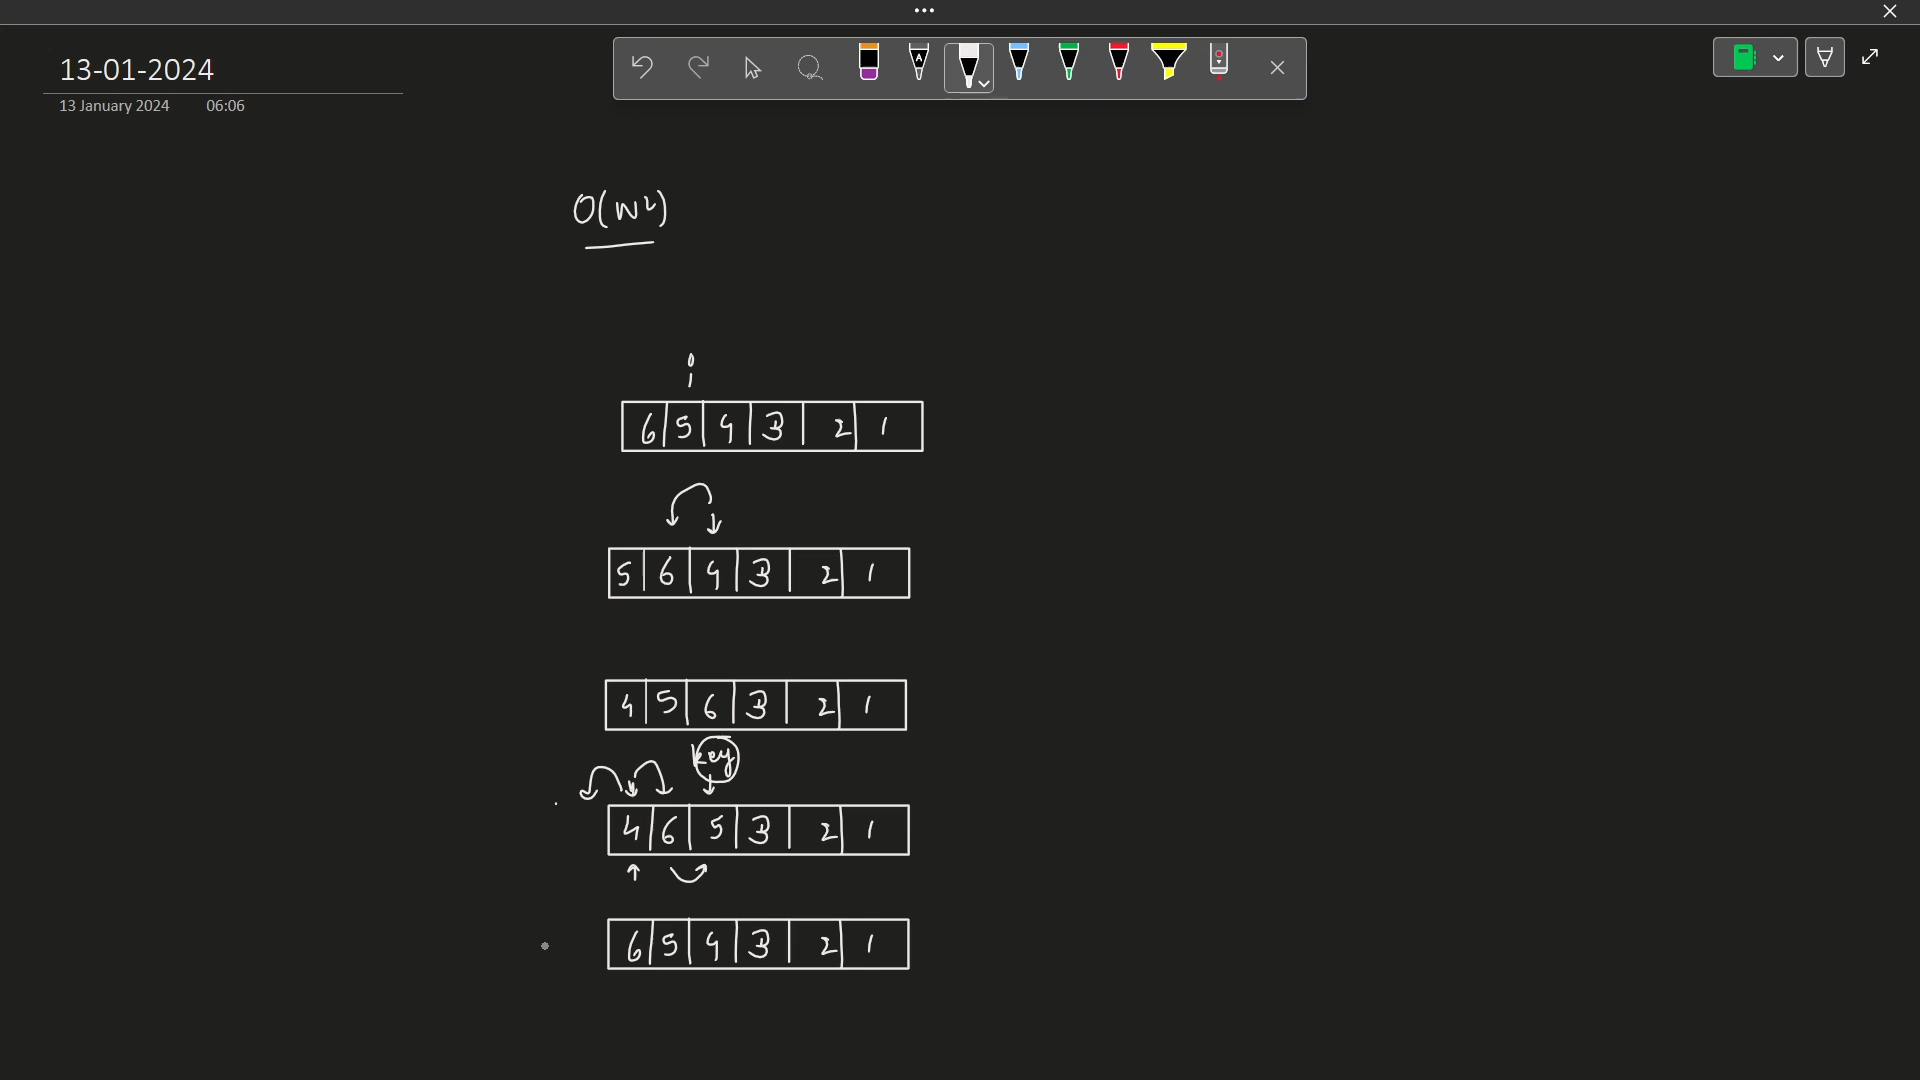 13-01-2024
13 January 2024 06:06
A
O(N²)
i
6 5 4 3 2 1
5 6 4 3 2 1
4 5 6 3 2 1
key
4 6 5 3 2 1
6 5 4 3 2 1